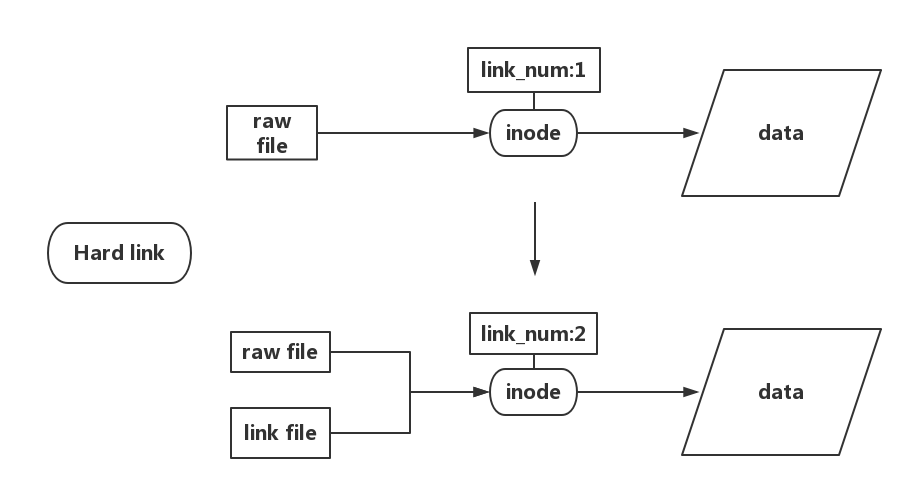 link_num:1
raw
file
inode
data
Hard link
link_num:2
raw file
inode
data
link file